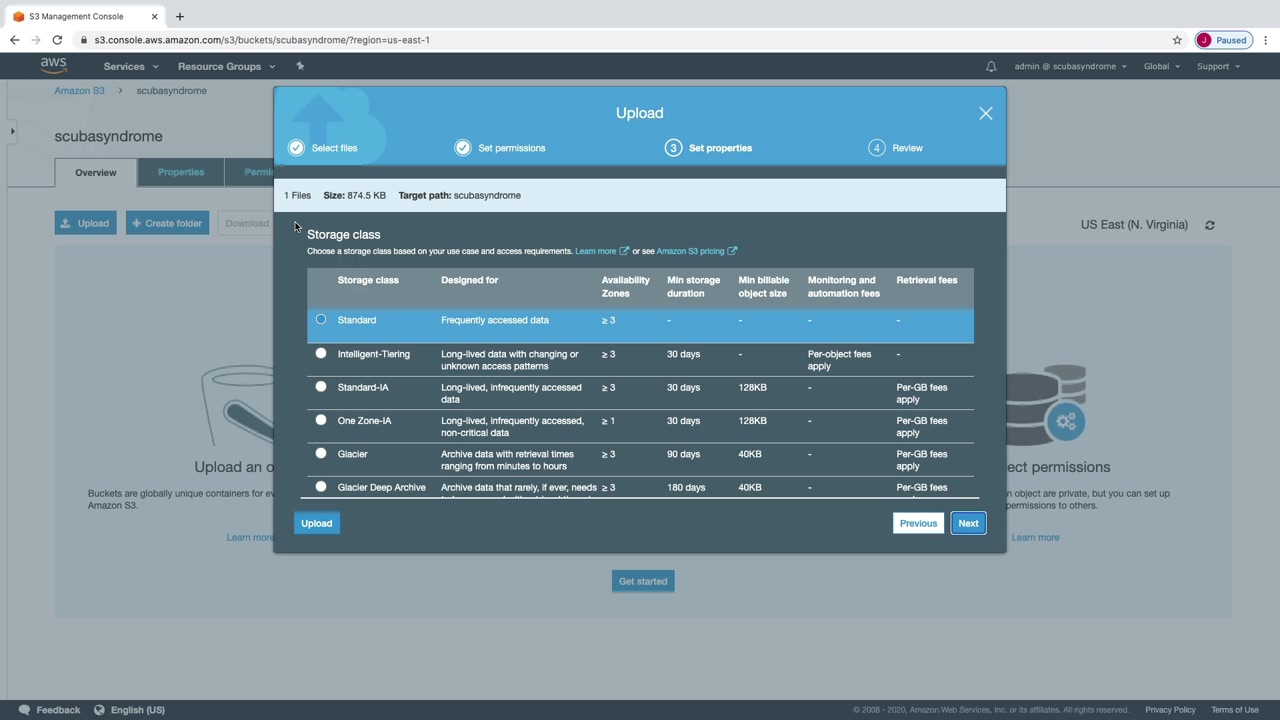 S3 Management Console
s3.console.aws.amazon.com/s3/buckets/scubasyndrome/?region=us-east-1
J Paused
aws Services Resource Groups admin @ scubasyndrome Global Support
Amazon S3 > scubasyndrome
scubasyndrome
Overview Properties Permi
Upload + Create folder Download
US East (N. Virginia)
Upload
Select files Set permissions 3 Set properties 4 Review
1 Files Size: 874.5 KB Target path: scubasyndrome
Storage class
Choose a storage class based on your use case and access requirements. Learn more or see Amazon S3 pricing
Storage class Designed for Availability Zones Min storage duration Min billable object size Monitoring and automation fees Retrieval fees
Standard Frequently accessed data ≥ 3 - - - -
Intelligent-Tiering Long-lived data with changing or unknown access patterns ≥ 3 30 days - Per-object fees apply -
Standard-IA Long-lived, infrequently accessed data ≥ 3 30 days 128KB - Per-GB fees apply
One Zone-IA Long-lived, infrequently accessed, non-critical data ≥ 1 30 days 128KB - Per-GB fees apply
Glacier Archive data with retrieval times ranging from minutes to hours ≥ 3 90 days 40KB - Per-GB fees apply
Glacier Deep Archive Archive data that rarely, if ever, needs ≥ 3 180 days 40KB - Per-GB fees
Upload Previous Next
Upload an o
Buckets are globally unique containers for eve
Amazon S3.
Learn more
ect permissions
n object are private, but you can set up
permissions to others.
Learn more
Get started
Feedback English (US)
© 2008 - 2020, Amazon Web Services, Inc. or its affiliates. All rights reserved. Privacy Policy Terms of Use